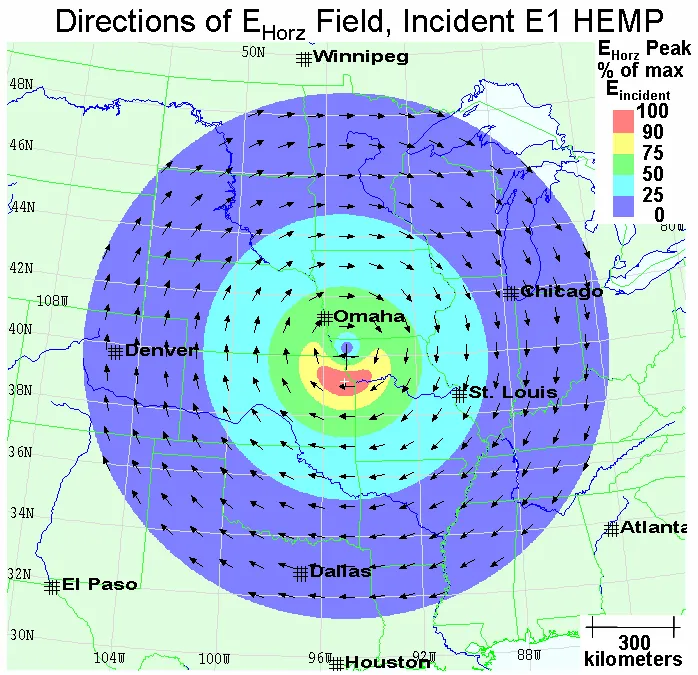 Directions of EHorz Field, Incident E1 HEMP
EHorz Peak
% of max
Eincident
100
90
75
50
25
0
50N
Winnipeg
48N
46N
44N
80W
42N
108W
Chicago
Omaha
40N
Denver
38N
St. Louis
36N
34N
Atlanta
32N
Dallas
El Paso
30N
300
kilometers
104W
100W
96W
88W
Houston